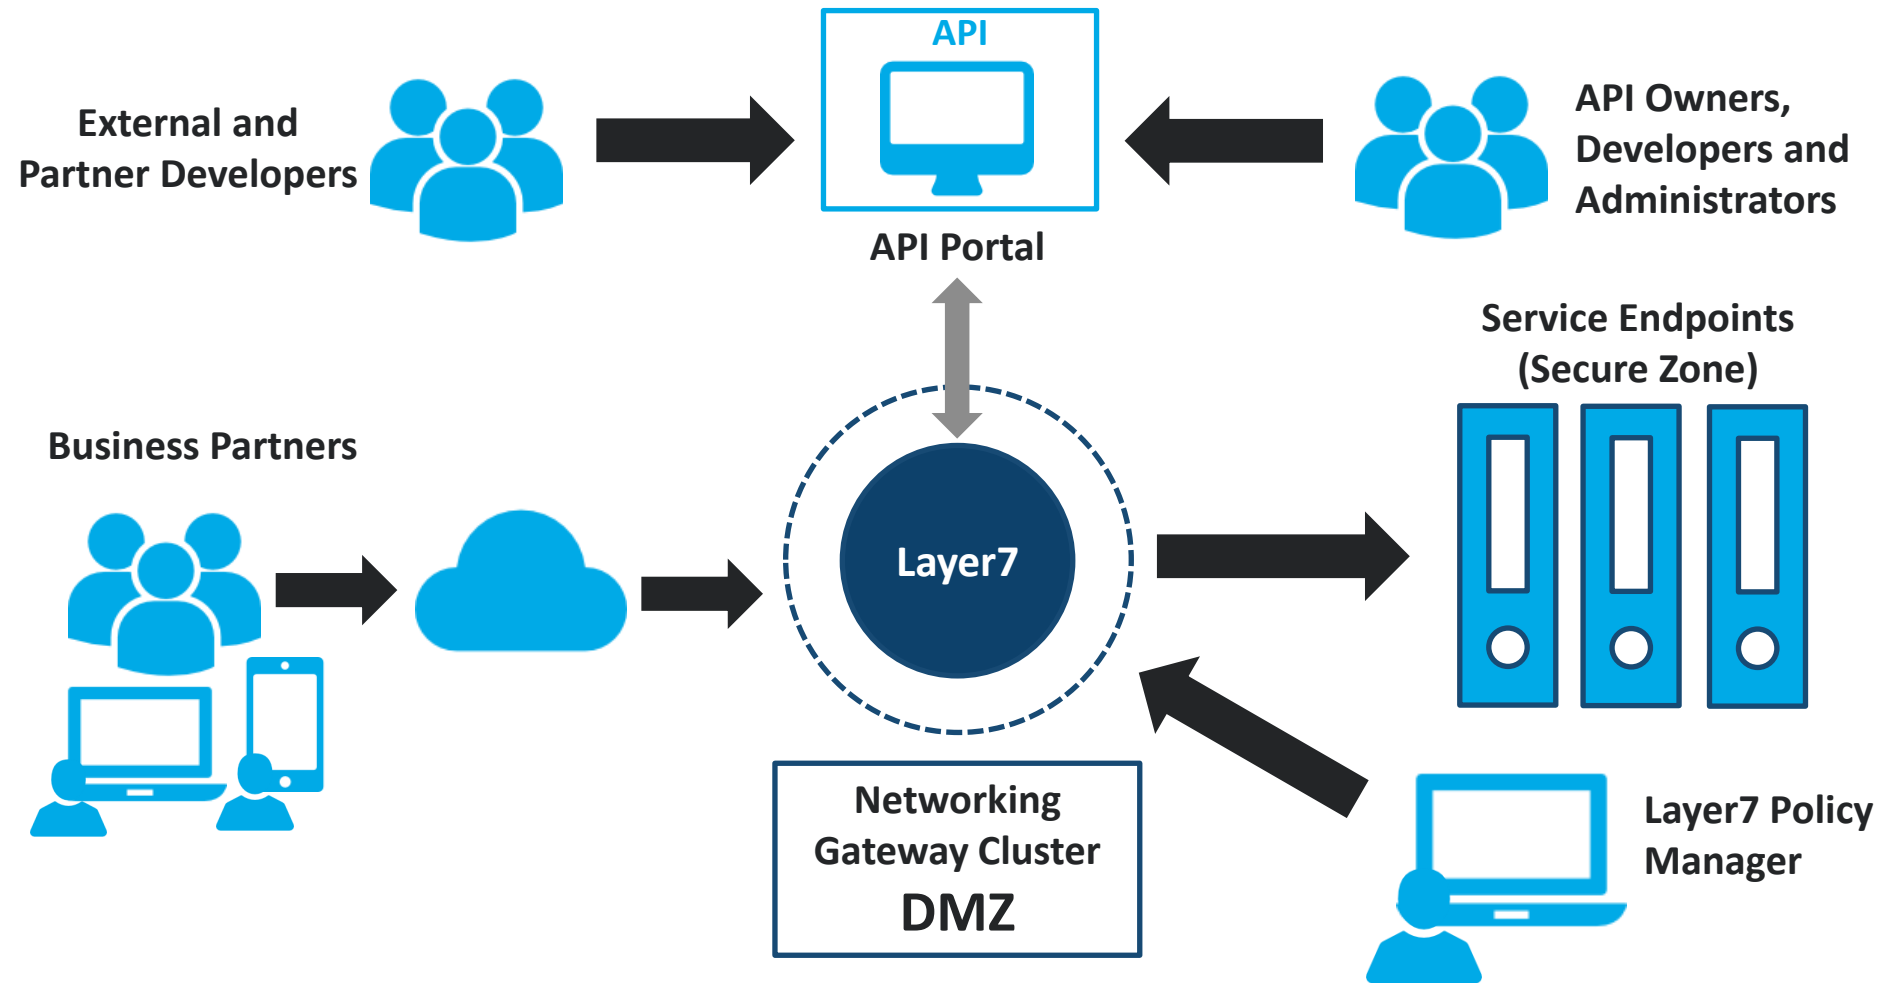 API
External and
Partner Developers
API Owners,
Developers and
Administrators
API Portal
Service Endpoints
(Secure Zone)
Business Partners
Layer7
Networking
Gateway Cluster
DMZ
Layer7 Policy
Manager